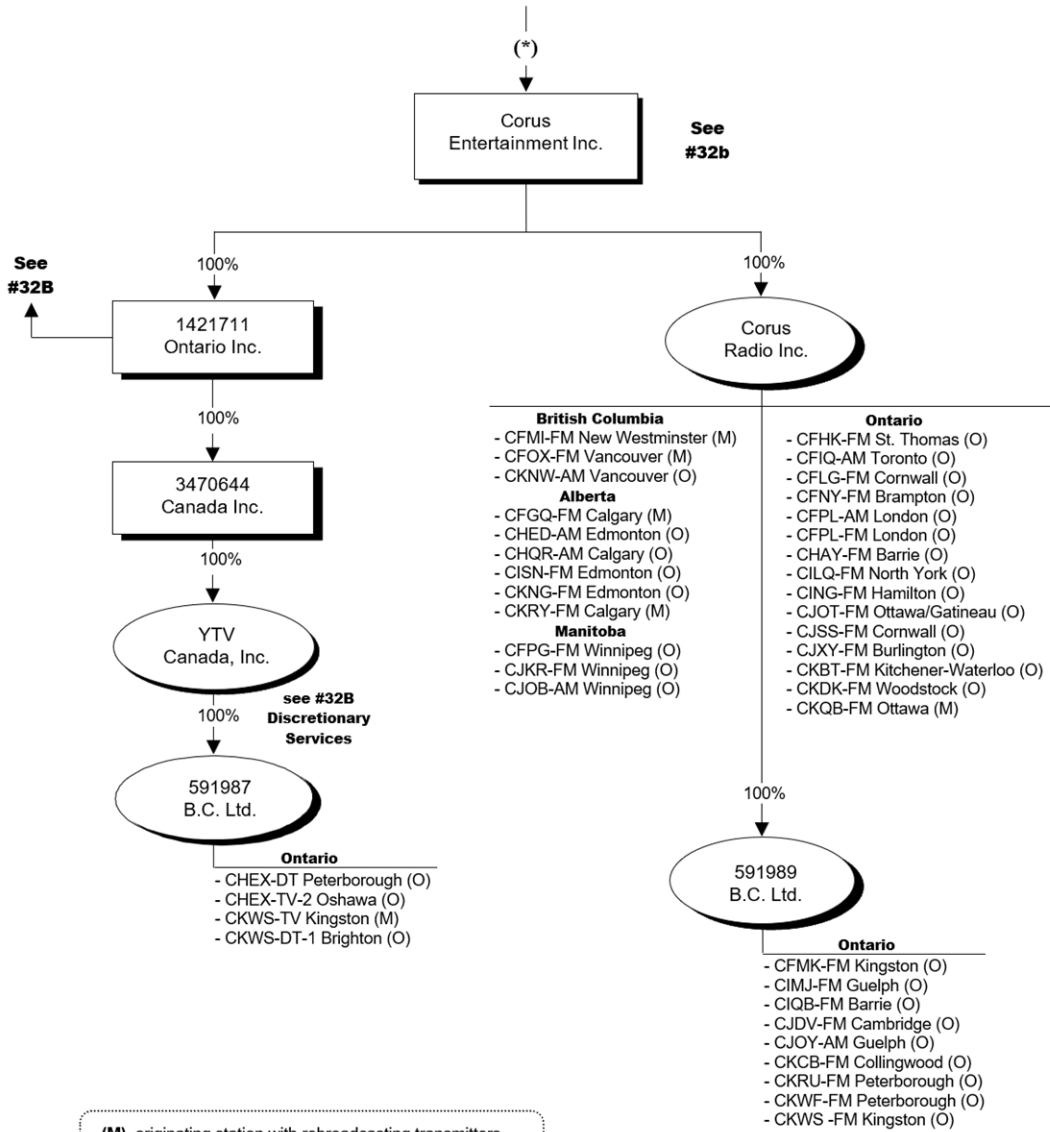 (*)
Corus
Entertainment Inc.
See
#32b
100%
100%
See
#32B
1421711
Ontario Inc.
Corus
Radio Inc.
100%
3470644
Canada Inc.
100%
YTV
Canada, Inc.
see #32B
Discretionary
Services
100%
591987
B.C. Ltd.
Ontario
- CHEX-DT Peterborough (O)
- CHEX-TV-2 Oshawa (O)
- CKWS-TV Kingston (M)
- CKWS-DT-1 Brighton (O)
British Columbia
- CFMI-FM New Westminster (M)
- CFOX-FM Vancouver (M)
- CKNW-AM Vancouver (O)
Alberta
- CFGQ-FM Calgary (M)
- CHED-AM Edmonton (O)
- CHQR-AM Calgary (O)
- CISN-FM Edmonton (O)
- CKNG-FM Edmonton (O)
- CKRY-FM Calgary (M)
Manitoba
- CFPG-FM Winnipeg (O)
- CJKR-FM Winnipeg (O)
- CJOB-AM Winnipeg (O)
Ontario
- CFHK-FM St. Thomas (O)
- CFIQ-AM Toronto (O)
- CFLG-FM Cornwall (O)
- CFNY-FM Brampton (O)
- CFPL-AM London (O)
- CFPL-FM London (O)
- CHAY-FM Barrie (O)
- CILQ-FM North York (O)
- CING-FM Hamilton (O)
- CJOT-FM Ottawa/Gatineau (O)
- CJSS-FM Cornwall (O)
- CJXY-FM Burlington (O)
- CKBT-FM Kitchener-Waterloo (O)
- CKDK-FM Woodstock (O)
- CKQB-FM Ottawa (M)
100%
591989
B.C. Ltd.
Ontario
- CFMK-FM Kingston (O)
- CIMJ-FM Guelph (O)
- CIQB-FM Barrie (O)
- CJDV-FM Cambridge (O)
- CJOY-AM Guelph (O)
- CKCB-FM Collingwood (O)
- CKRU-FM Peterborough (O)
- CKWF-FM Peterborough (O)
- CKWS -FM Kingston (O)
(M) originating station with rebroadcasting transmitters